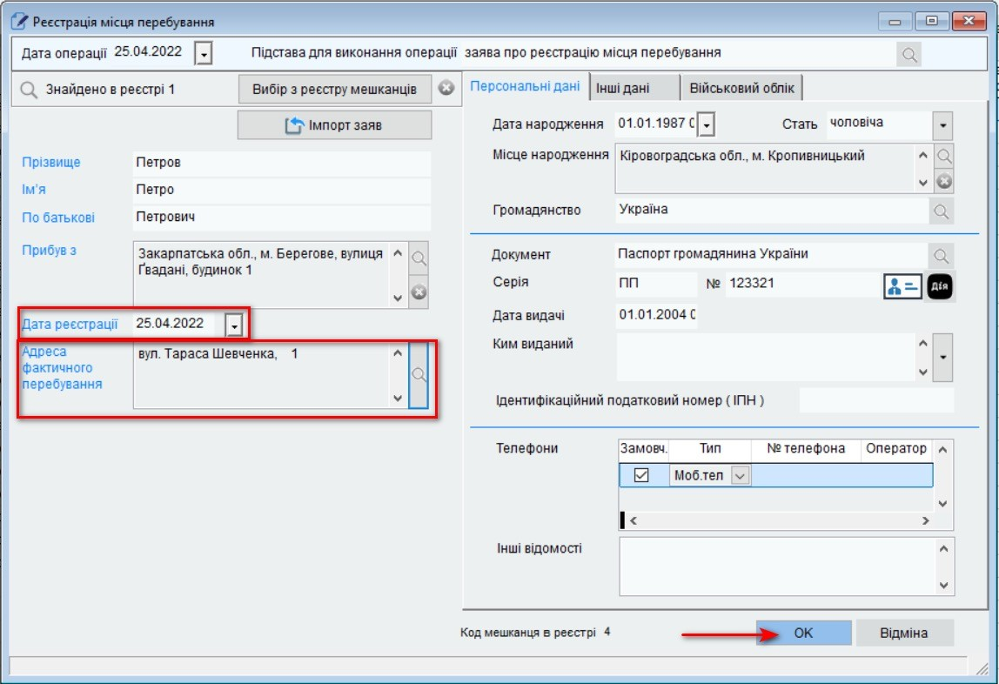 Реєстрація місця перебування
Дата операції 25.04.2022 Підстава для виконання операції заява про реєстрацію місця перебування
Знайдено в реєстрі 1 Вибір з реєстру мешканців
Імпорт заяв
Прізвище Петров
Ім'я Петро
По батькові Петрович
Прибув з Закарпатська обл., м. Берегове, вулиця
Ґвадані, будинок 1
Дата реєстрації 25.04.2022
Адреса вул. Тараса Шевченка, 1
фактичного
перебування
Персональні дані Інші дані Військовий облік
Дата народження 01.01.1987 0 Стать чоловіча
Місце народження Кіровоградська обл., м. Кропивницький
Громадянство Україна
Документ Паспорт громадянина України
Серія ПП № 123321 Дія
Дата видачі 01.01.2004 0
Ким виданий
Ідентифікаційний податковий номер ( ІПН )
Телефони Замовч. Тип № телефона Оператор
Моб.тел
Інші відомості
Код мешканця в реєстрі 4 OK Відміна